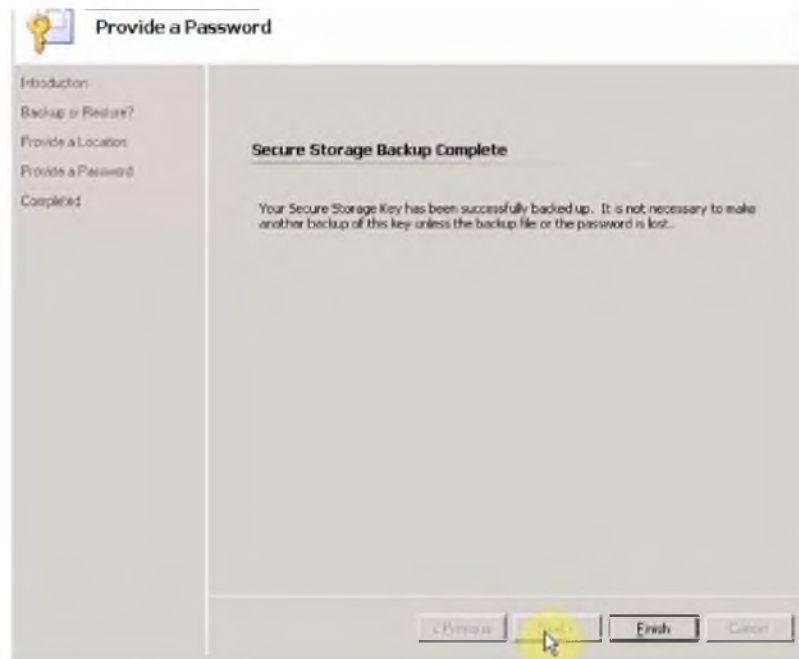 Provide a Password
Introduction
Backup or Restore?
Provide a Location
Provide a Password
Completed
Secure Storage Backup Complete
Your Secure Storage Key has been successfully backed up. It is not necessary to make
another backup of this key unless the backup file or the password is lost.
< Previous
Next >
Finish
Cancel